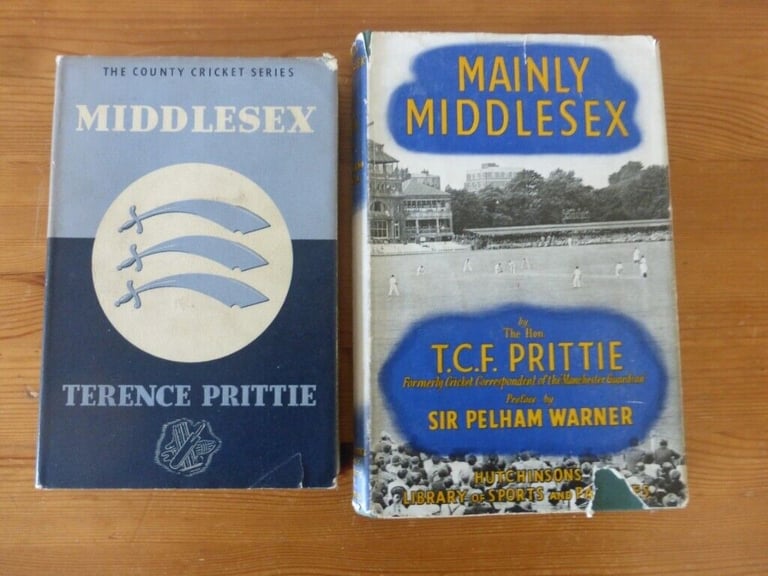 THE COUNTY CRICKET SERIES
MIDDLESEX
TERENCE PRITTIE
MAINLY
MIDDLESEX
by
The Hon.
T.C.F. PRITTIE
Formerly Cricket Correspondent of the Manchester Guardian
Preface by
SIR PELHAM WARNER
HUTCHINSONS
LIBRARY OF SPORTS AND